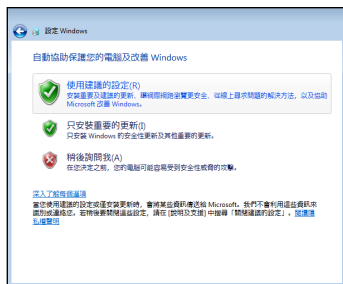 設定 Windows
自動協助保護您的電腦及改善 Windows
使用建議的設定(R)
安裝重要及建議的更新、讓網際網路瀏覽更安全、從線上尋求問題的解決方法，以及協助
Microsoft 改善 Windows。
只安裝重要的更新(I)
只安裝 Windows 的安全性更新及其他重要的更新。
稍後詢問我(A)
在您決定之前，您的電腦可能容易受到安全性威脅的攻擊。
深入了解每個選項
當您使用建議的設定或僅安裝更新時，會將某些資訊傳送給 Microsoft。我們不會利用這些資訊來
識別或連絡您。若稍後要關閉這些設定，請在 [說明及支援] 中搜尋「關閉建議的設定」。閱讀隱
私權聲明